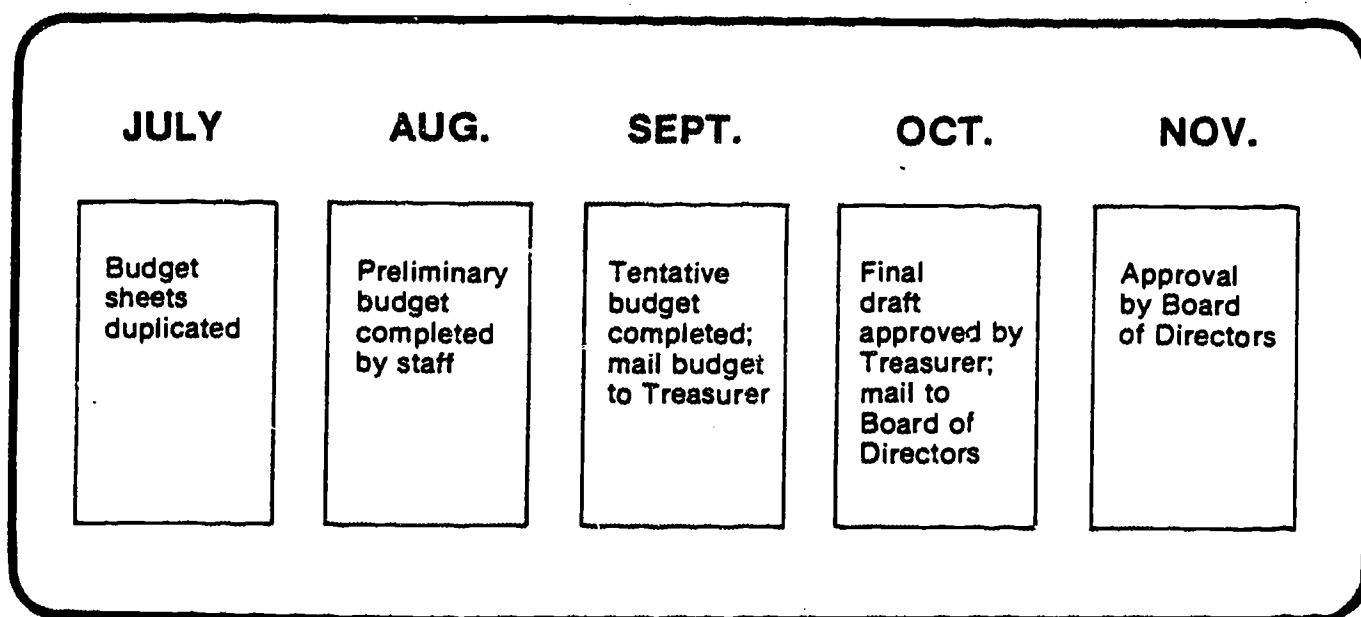 JULY
Budget
sheets
duplicated
AUG.
Preliminary
budget
completed
by staff
SEPT.
Tentative
budget
completed;
mail budget
to Treasurer
OCT.
Final
draft
approved by
Treasurer;
mail to
Board of
Directors
NOV.
Approval
by Board
of Directors